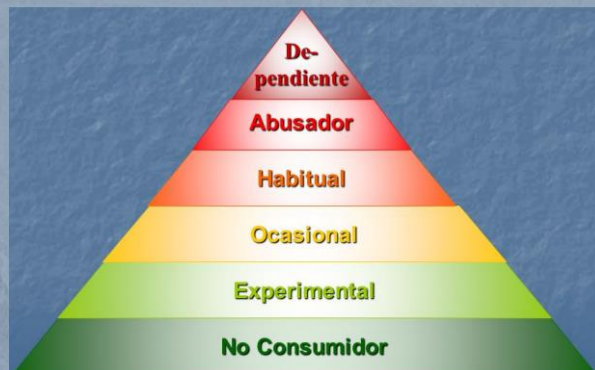 De-
pendiente
Abusador
Habitual
Ocasional
Experimental
No Consumidor